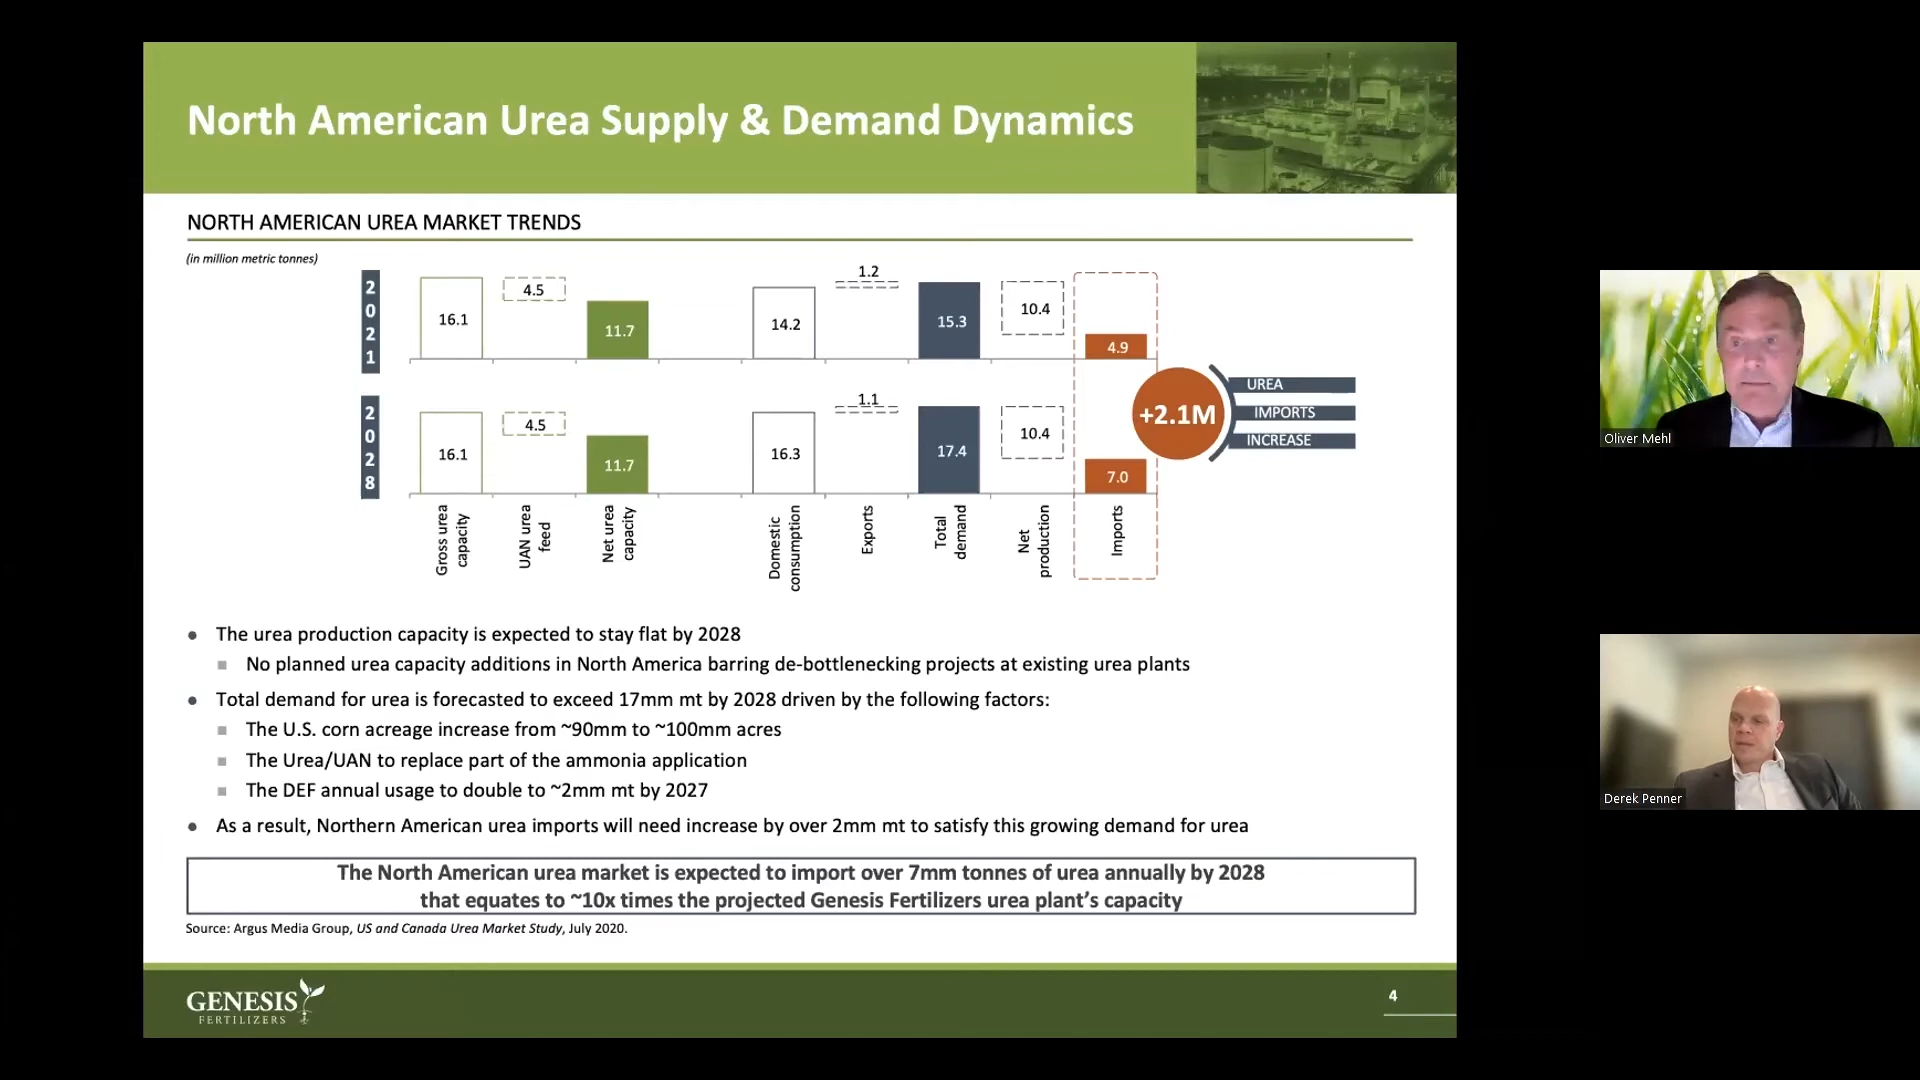 North American Urea Supply & Demand Dynamics
NORTH AMERICAN UREA MARKET TRENDS
(in million metric tonnes)
2021
16.1
4.5
11.7
14.2
1.2
15.3
10.4
4.9
+2.1M
UREA
IMPORTS
INCREASE
2028
16.1
4.5
11.7
16.3
1.1
17.4
10.4
7.0
Gross urea
capacity
UAN urea
feed
Net urea
capacity
Domestic
consumption
Exports
Total
demand
Net
production
Imports
● The urea production capacity is expected to stay flat by 2028
■ No planned urea capacity additions in North America barring de-bottlenecking projects at existing urea plants
● Total demand for urea is forecasted to exceed 17mm mt by 2028 driven by the following factors:
■ The U.S. corn acreage increase from ~90mm to ~100mm acres
■ The Urea/UAN to replace part of the ammonia application
■ The DEF annual usage to double to ~2mm mt by 2027
● As a result, Northern American urea imports will need increase by over 2mm mt to satisfy this growing demand for urea
The North American urea market is expected to import over 7mm tonnes of urea annually by 2028
that equates to ~10x times the projected Genesis Fertilizers urea plant's capacity
Source: Argus Media Group, US and Canada Urea Market Study, July 2020.
GENESIS
FERTILIZERS
4
Oliver Mehl
Derek Penner